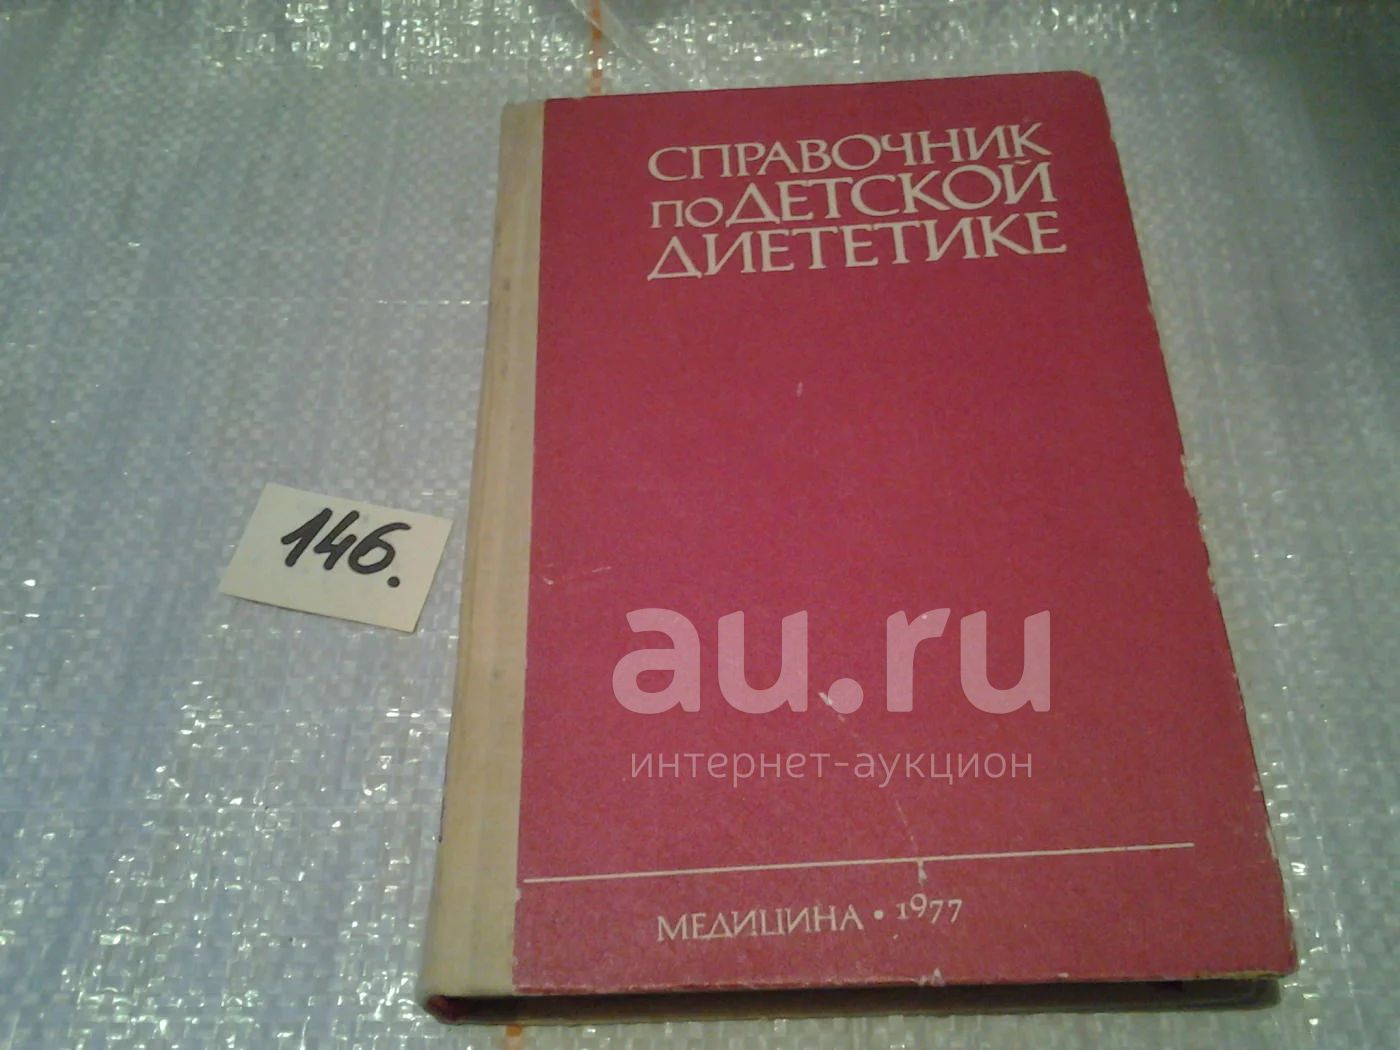 СПРАВОЧНИК
ПО ДЕТСКОЙ
ДИЕТЕТИКЕ
146.
au.ru
интернет-аукцион
МЕДИЦИНА • 1977